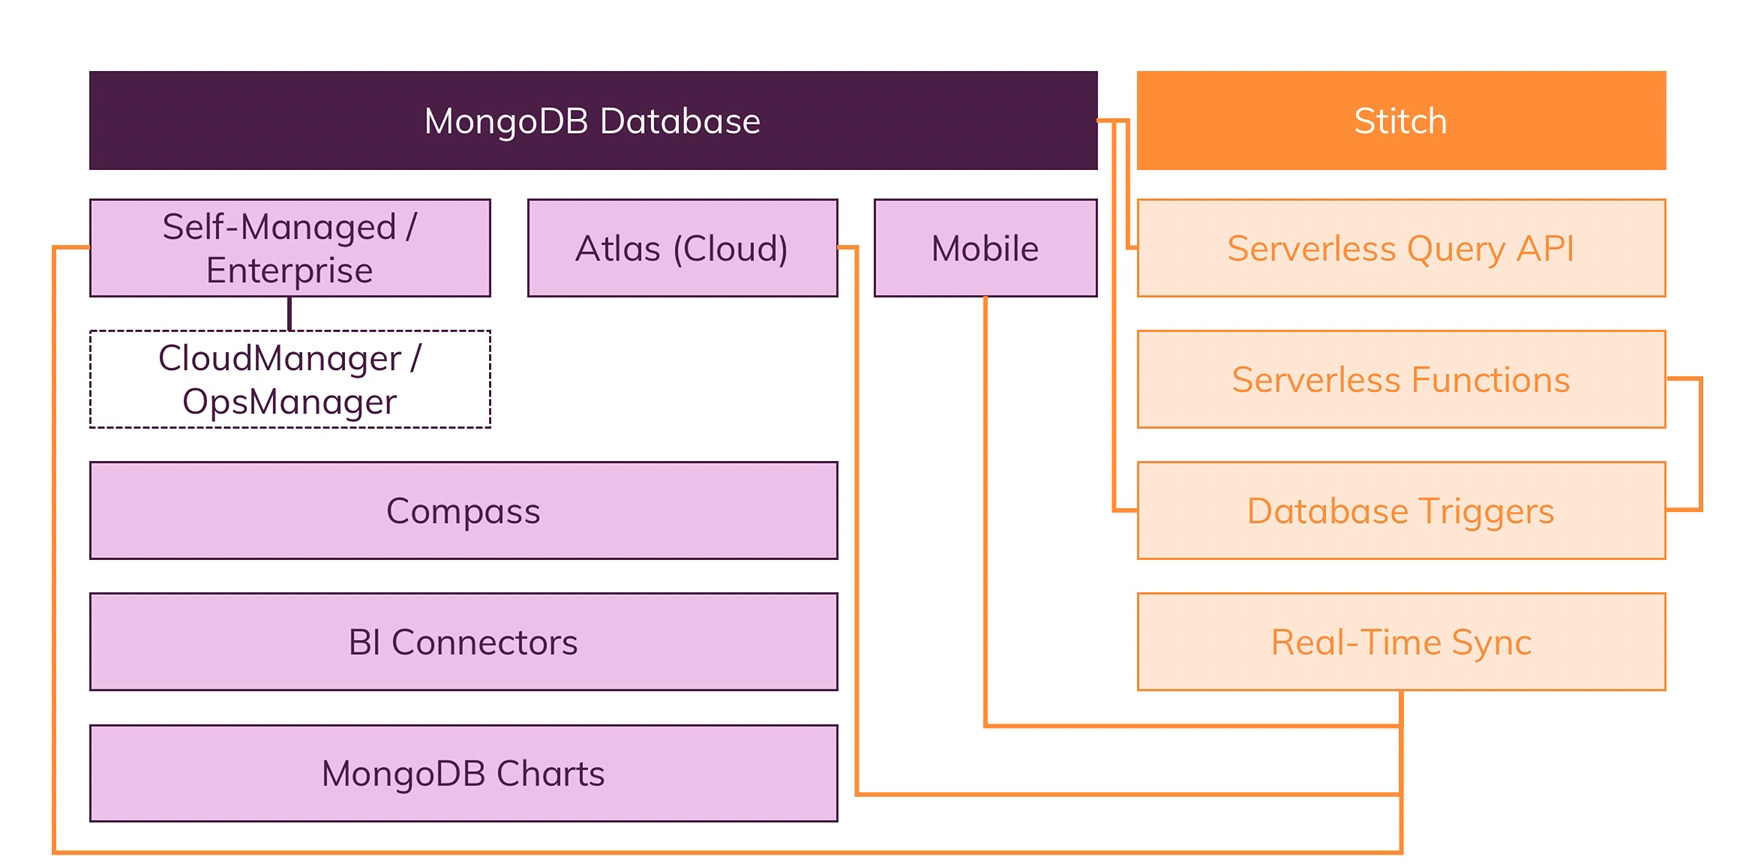 MongoDB Database
Stitch
Self-Managed /
Enterprise
Atlas (Cloud)
Mobile
Serverless Query API
CloudManager /
OpsManager
Serverless Functions
Compass
Database Triggers
BI Connectors
Real-Time Sync
MongoDB Charts